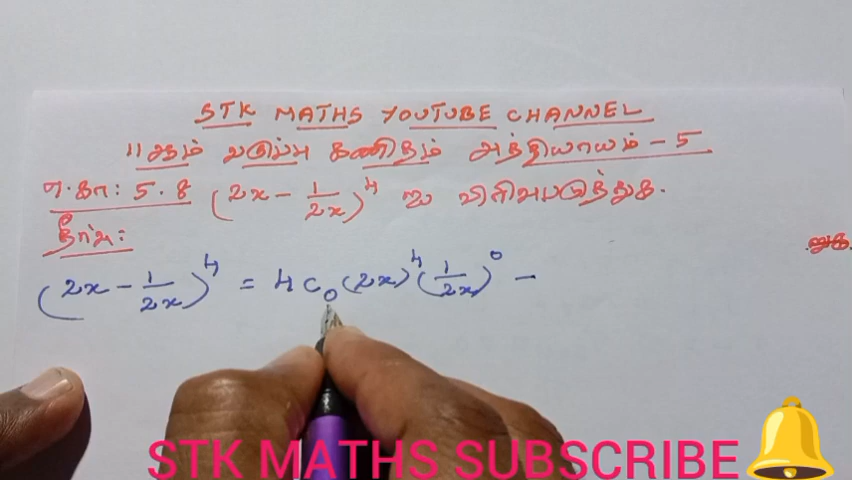 STK MATHS YOUTUBE CHANNEL
11ஆம் வகுப்பு கணிதம் அத்தியாயம் - 5
எ.கா: 5.8 (2x - 1/2x)^4 ஐ விரிவுபடுத்துக.
தீர்வு:
(2x - 1/2x)^4 = 4C₀ (2x)^4 (1/2x)^0 -
STK MATHS SUBSCRIBE